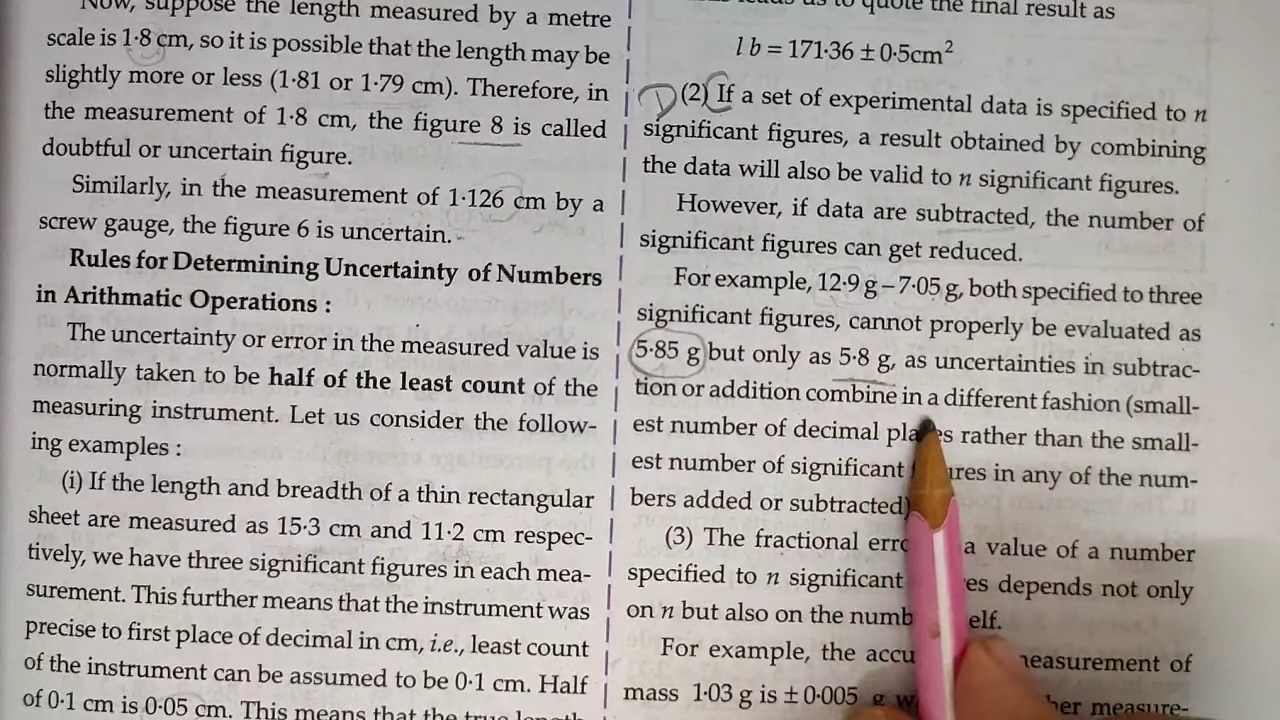 Now, suppose the length measured by a metre
scale is 1·8 cm, so it is possible that the length may be
slightly more or less (1·81 or 1·79 cm). Therefore, in
the measurement of 1·8 cm, the figure 8 is called
doubtful or uncertain figure.
Similarly, in the measurement of 1·126 cm by a
screw gauge, the figure 6 is uncertain.
Rules for Determining Uncertainty of Numbers
in Arithmatic Operations :
The uncertainty or error in the measured value is
normally taken to be half of the least count of the
measuring instrument. Let us consider the follow-
ing examples :
(i) If the length and breadth of a thin rectangular
sheet are measured as 15·3 cm and 11·2 cm respec-
tively, we have three significant figures in each mea-
surement. This further means that the instrument was
precise to first place of decimal in cm, i.e., least count
of the instrument can be assumed to be 0·1 cm. Half
of 0·1 cm is 0·05 cm. This means that the true length
to quote the final result as
l b = 171·36 ± 0·5cm²
(2) If a set of experimental data is specified to n
significant figures, a result obtained by combining
the data will also be valid to n significant figures.
However, if data are subtracted, the number of
significant figures can get reduced.
For example, 12·9 g – 7·05 g, both specified to three
significant figures, cannot properly be evaluated as
5·85 g but only as 5·8 g, as uncertainties in subtrac-
tion or addition combine in a different fashion (small-
est number of decimal places rather than the small-
est number of significant in any of the num-
bers added or subtracted)
(3) The fractional a value of a number
specified to n significant depends not only
on n but also on the
For example, the measurement of
mass 1·03 g is ± 0·005 g measure-